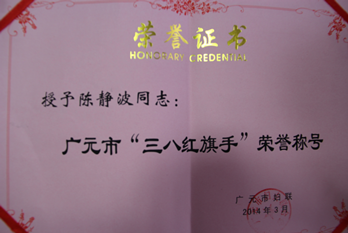 荣誉证书
HONORARY CREDENTIAL
授予陈静波同志：
广元市“三八红旗手”荣誉称号
广元市妇联
2014年3月